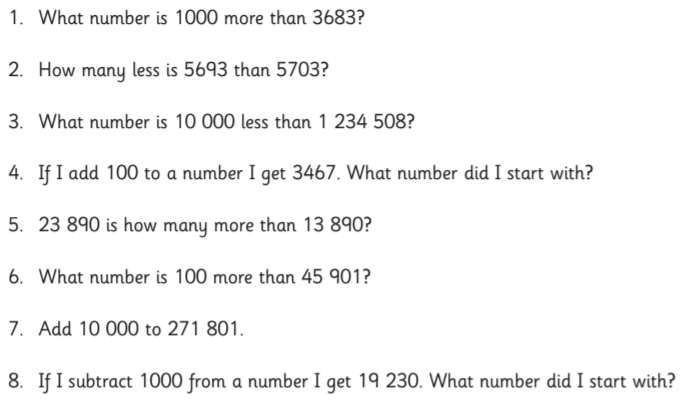 1. What number is 1000 more than 3683?
2. How many less is 5693 than 5703?
3. What number is 10 000 less than 1 234 508?
4. If I add 100 to a number I get 3467. What number did I start with?
5. 23 890 is how many more than 13 890?
6. What number is 100 more than 45 901?
7. Add 10 000 to 271 801.
8. If I subtract 1000 from a number I get 19 230. What number did I start with?